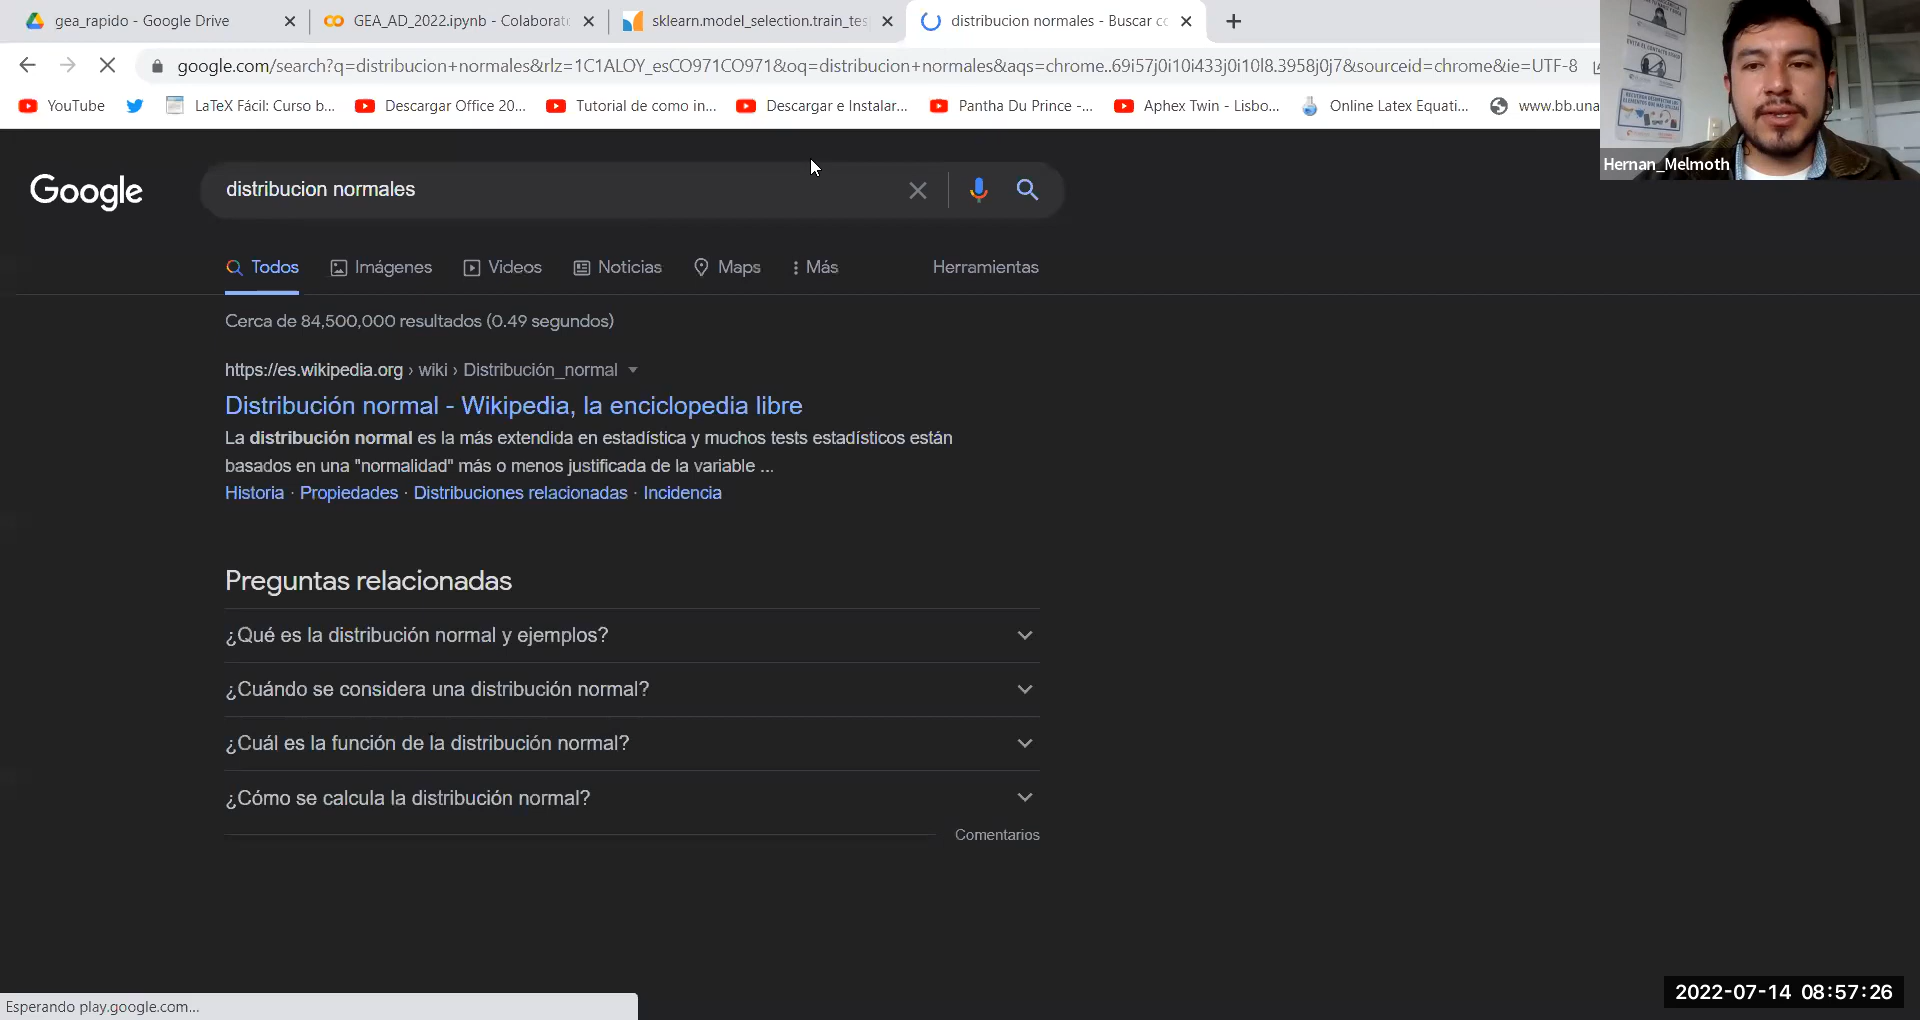 gea_rapido - Google Drive
GEA_AD_2022.ipynb - Colaborato
sklearn.model_selection.train_tes
distribucion normales - Buscar co
google.com/search?q=distribucion+normales&rlz=1C1ALOY_esCO971CO971&oq=distribucion+normales&aqs=chrome..69i57j0i10i433j0i10l8.3958j0j7&sourceid=chrome&ie=UTF-8
YouTube
LaTeX Fácil: Curso b...
Descargar Office 20...
Tutorial de como in...
Descargar e Instalar...
Pantha Du Prince -...
Aphex Twin - Lisbo...
Online Latex Equati...
www.bb.una
Hernan_Melmoth
Google
distribucion normales
Todos
Imágenes
Videos
Noticias
Maps
Más
Herramientas
Cerca de 84,500,000 resultados (0.49 segundos)
https://es.wikipedia.org › wiki › Distribución_normal
Distribución normal - Wikipedia, la enciclopedia libre
La distribución normal es la más extendida en estadística y muchos tests estadísticos están
basados en una "normalidad" más o menos justificada de la variable ...
Historia · Propiedades · Distribuciones relacionadas · Incidencia
Preguntas relacionadas
¿Qué es la distribución normal y ejemplos?
¿Cuándo se considera una distribución normal?
¿Cuál es la función de la distribución normal?
¿Cómo se calcula la distribución normal?
Comentarios
2022-07-14 08:57:26
Esperando play.google.com...